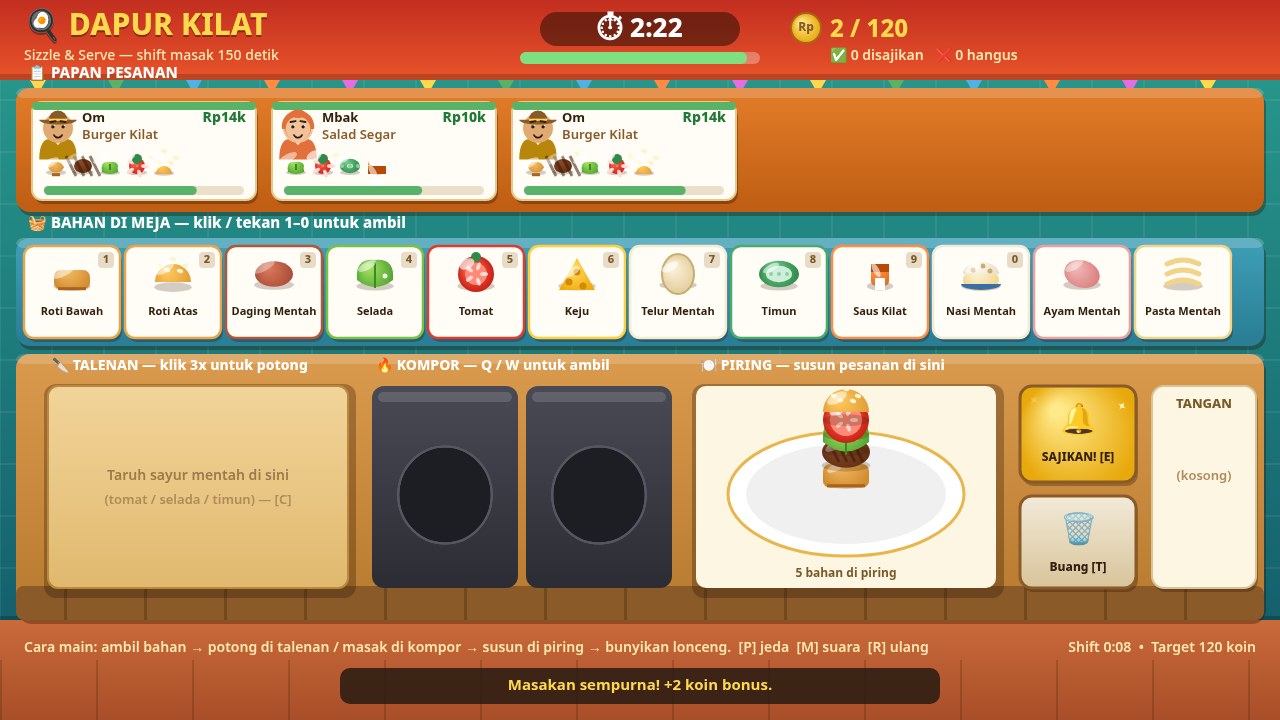 DAPUR KILAT
Sizzle & Serve — shift masak 150 detik
2:22
Rp
2 / 120
0 disajikan
0 hangus
PAPAN PESANAN
Om
Rp14k
Burger Kilat
Mbak
Rp10k
Salad Segar
Om
Rp14k
Burger Kilat
BAHAN DI MEJA — klik / tekan 1–0 untuk ambil
1
Roti Bawah
2
Roti Atas
3
Daging Mentah
4
Selada
5
Tomat
6
Keju
7
Telur Mentah
8
Timun
9
Saus Kilat
0
Nasi Mentah
Ayam Mentah
Pasta Mentah
TALENAN — klik 3x untuk potong
Taruh sayur mentah di sini
(tomat / selada / timun) — [C]
KOMPOR — Q / W untuk ambil
PIRING — susun pesanan di sini
5 bahan di piring
SAJIKAN! [E]
Buang [T]
TANGAN
(kosong)
Cara main: ambil bahan → potong di talenan / masak di kompor → susun di piring → bunyikan lonceng. [P] jeda [M] suara [R] ulang
Shift 0:08 • Target 120 koin
Masakan sempurna! +2 koin bonus.